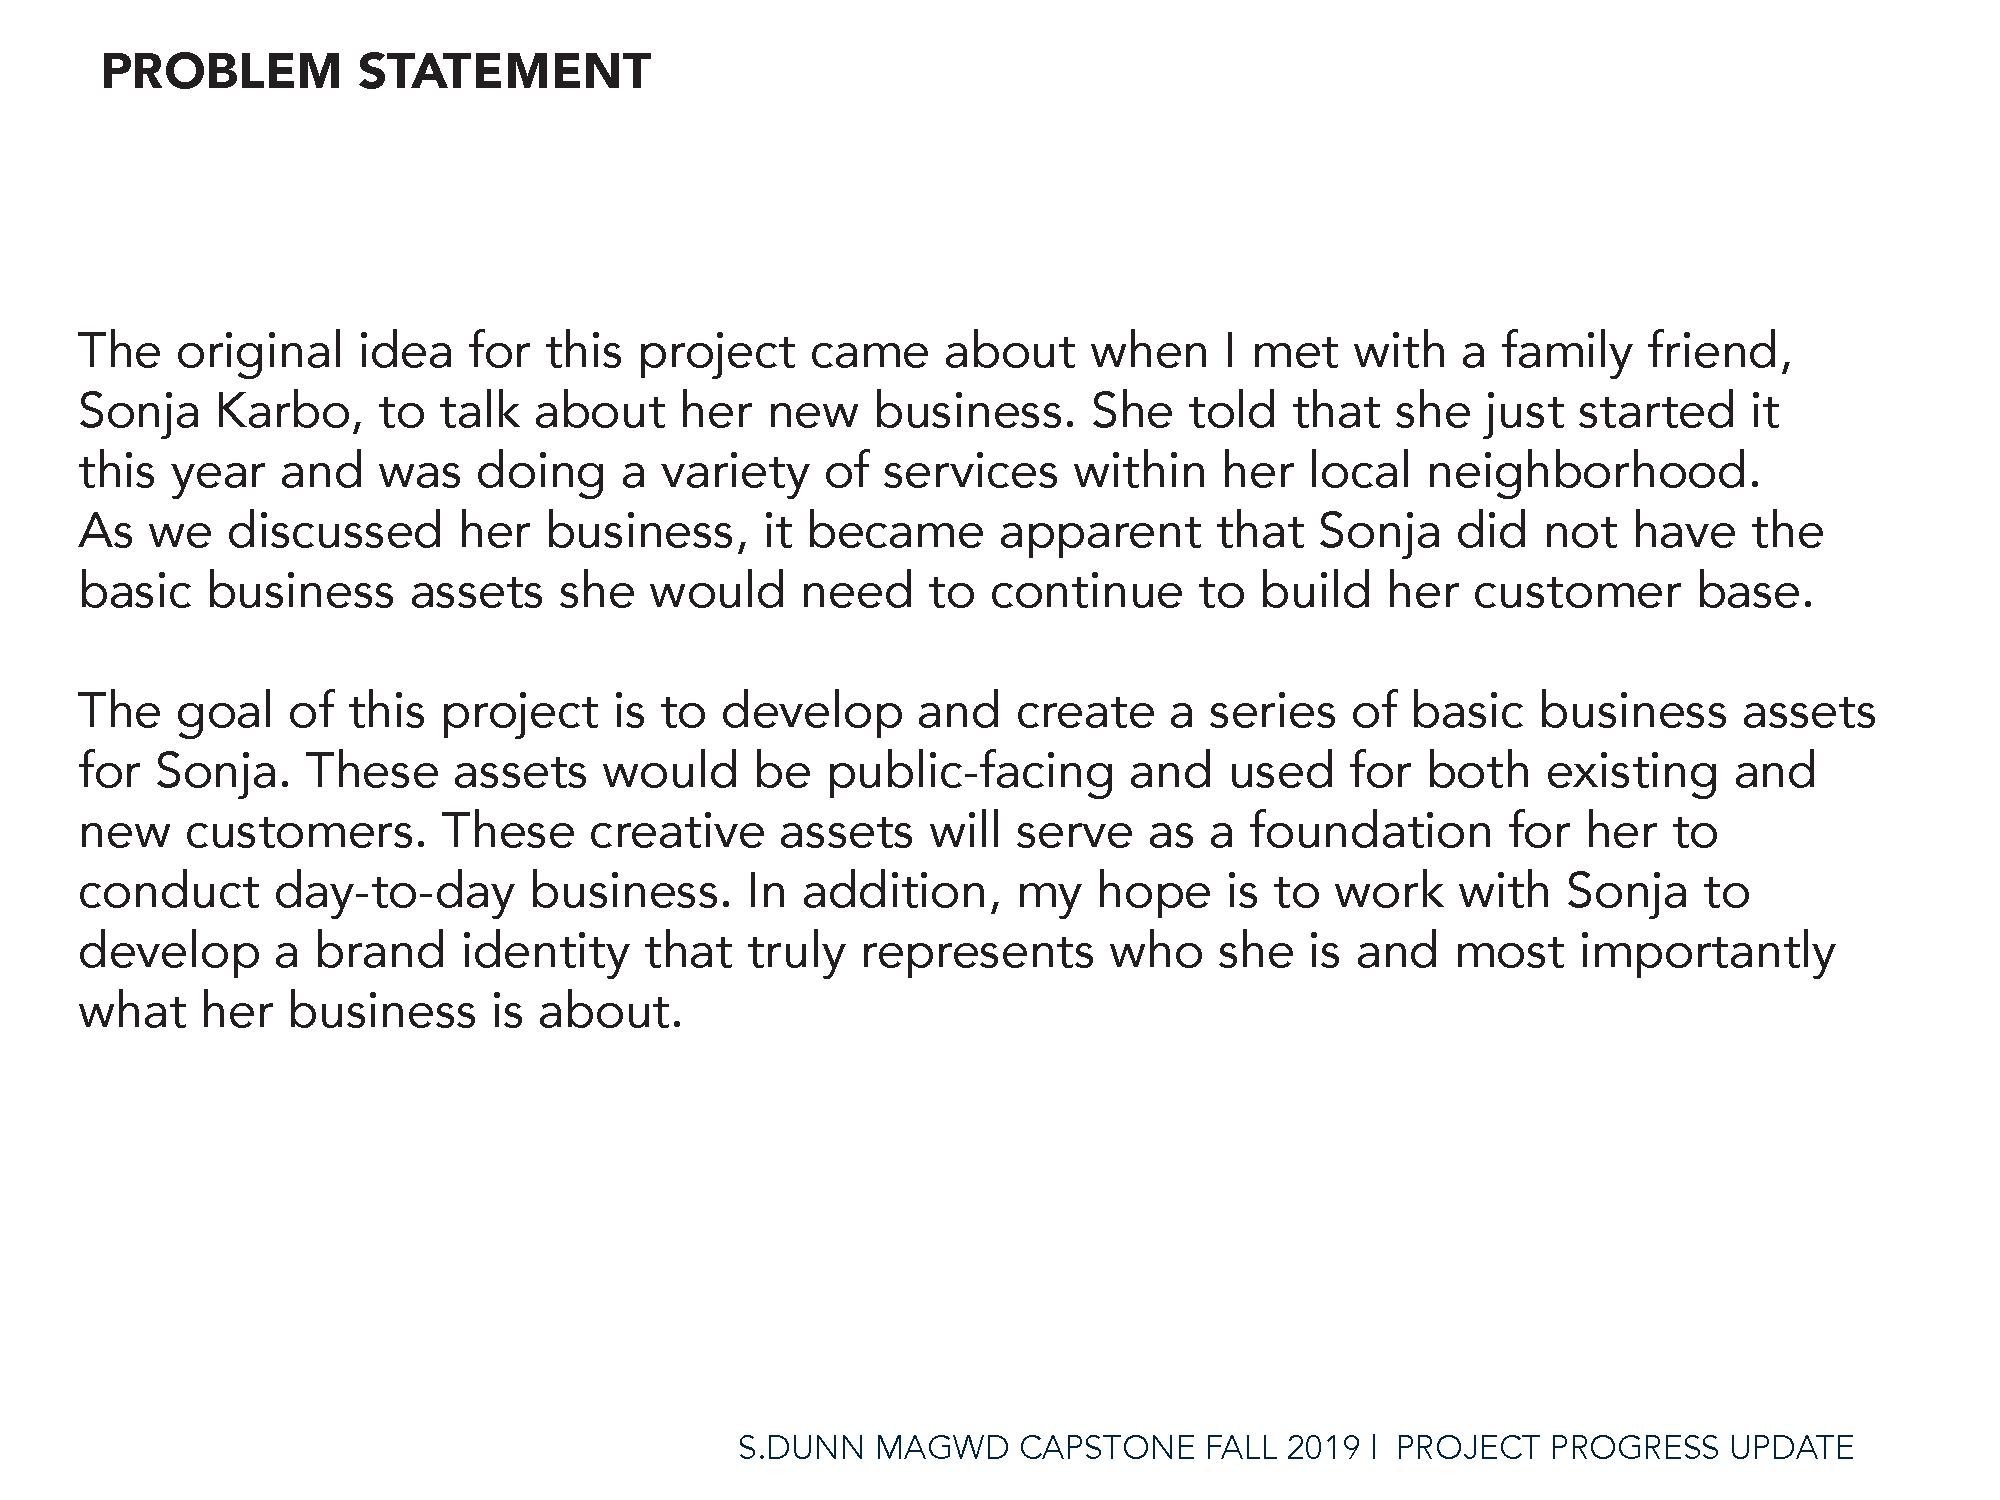 PROBLEM STATEMENT
The original idea for this project came about when I met with a family friend,
Sonja Karbo, to talk about her new business. She told that she just started it
this year and was doing a variety of services within her local neighborhood.
As we discussed her business, it became apparent that Sonja did not have the
basic business assets she would need to continue to build her customer base.
The goal of this project is to develop and create a series of basic business assets
for Sonja. These assets would be public-facing and used for both existing and
new customers. These creative assets will serve as a foundation for her to
conduct day-to-day business. In addition, my hope is to work with Sonja to
develop a brand identity that truly represents who she is and most importantly
what her business is about.
S.DUNN MAGWD CAPSTONE FALL 2019 | PROJECT PROGRESS UPDATE